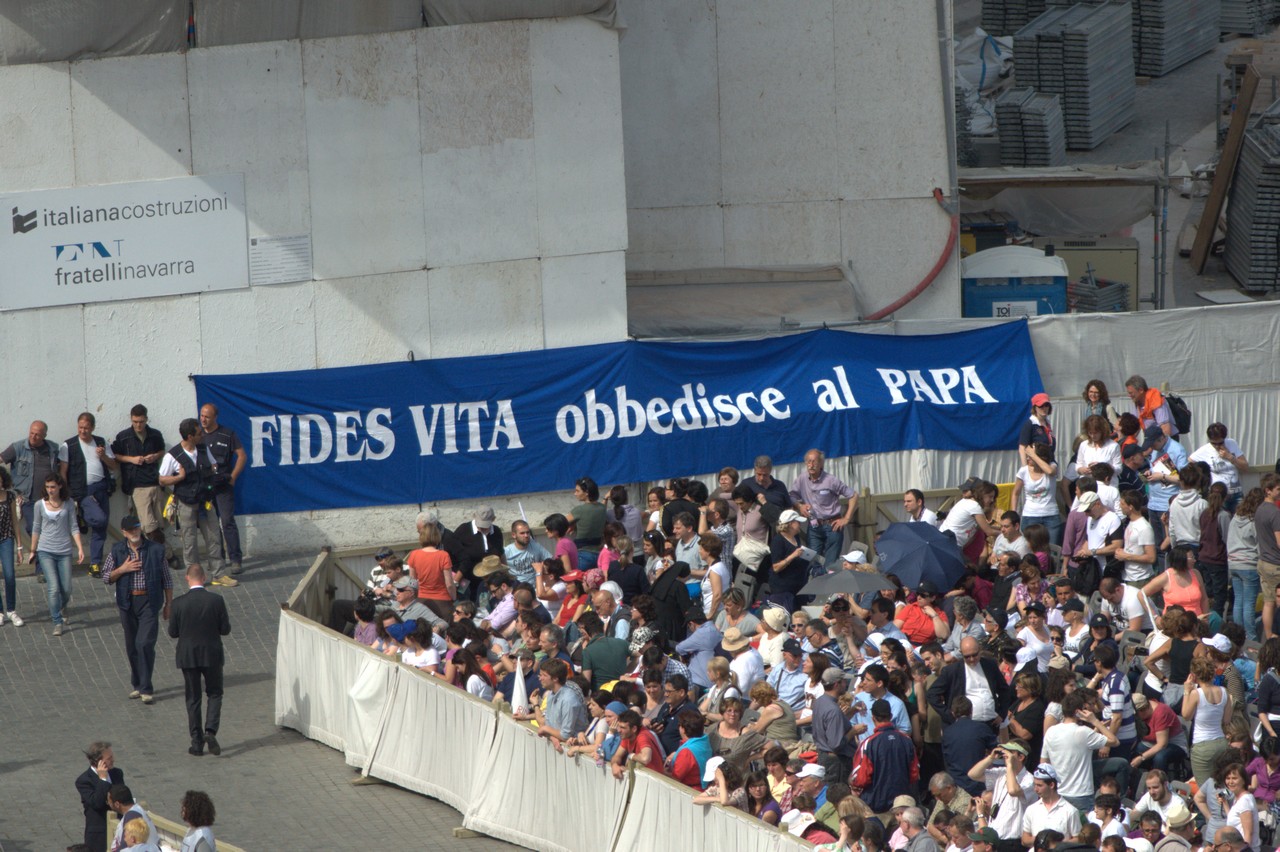 italianacostruzioni
fratellinavarra
FIDES VITA obbedisce al PAPA